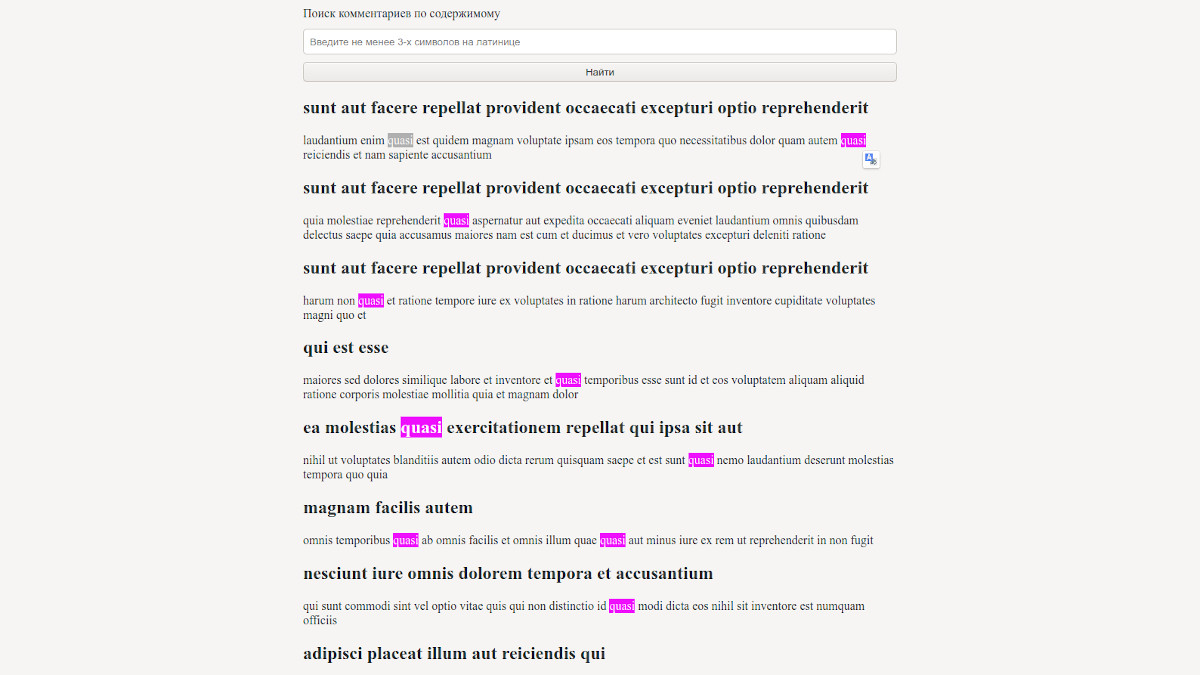 Поиск комментариев по содержимому
Введите не менее 3-х символов на латинице
Найти
sunt aut facere repellat provident occaecati excepturi optio reprehenderit
laudantium enim quasi est quidem magnam voluptate ipsam eos tempora quo necessitatibus dolor quam autem quasi
reiciendis et nam sapiente accusantium
sunt aut facere repellat provident occaecati excepturi optio reprehenderit
quia molestiae reprehenderit quasi aspernatur aut expedita occaecati aliquam eveniet laudantium omnis quibusdam
delectus saepe quia accusamus maiores nam est cum et ducimus et vero voluptates excepturi deleniti ratione
sunt aut facere repellat provident occaecati excepturi optio reprehenderit
harum non quasi et ratione tempore iure ex voluptates in ratione harum architecto fugit inventore cupiditate voluptates
magni quo et
qui est esse
maiores sed dolores similique labore et inventore et quasi temporibus esse sunt id et eos voluptatem aliquam aliquid
ratione corporis molestiae mollitia quia et magnam dolor
ea molestias quasi exercitationem repellat qui ipsa sit aut
nihil ut voluptates blanditiis autem odio dicta rerum quisquam saepe et est sunt quasi nemo laudantium deserunt molestias
tempora quo quia
magnam facilis autem
omnis temporibus quasi ab omnis facilis et omnis illum quae quasi aut minus iure ex rem ut reprehenderit in non fugit
nesciunt iure omnis dolorem tempora et accusantium
qui sunt commodi sint vel optio vitae quis qui non distinctio id quasi modi dicta eos nihil sit inventore est numquam
officiis
adipisci placeat illum aut reiciendis qui